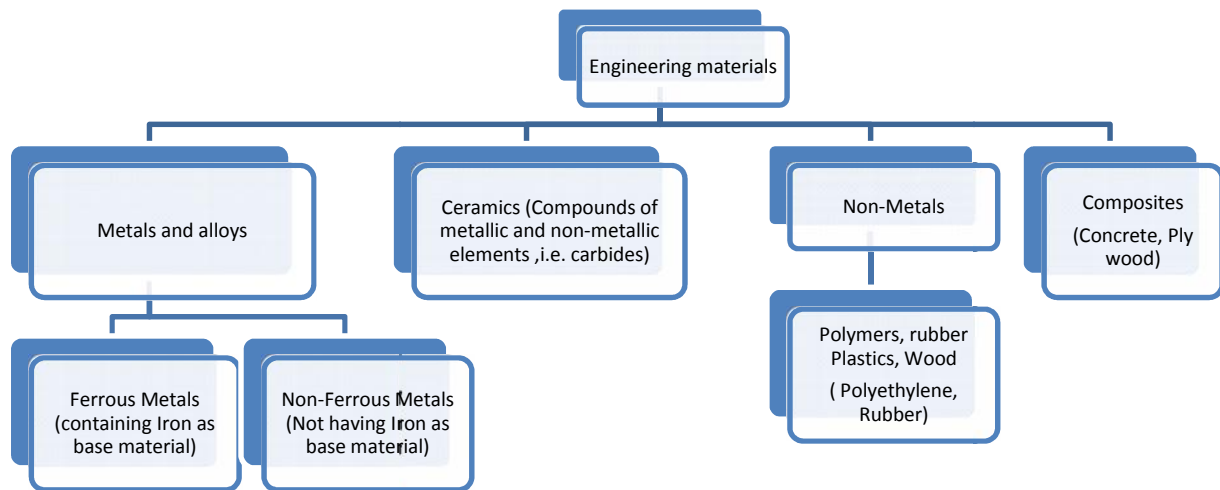 Engineering materials
Metals and alloys
Ceramics (Compounds of
metallic and non-metallic
elements ,i.e. carbides)
Non-Metals
Composites
(Concrete, Ply
wood)
Polymers, rubber
Plastics, Wood
( Polyethylene,
Rubber)
Ferrous Metals
(containing Iron as
base material)
Non-Ferrous Metals
(Not having Iron as
base material)